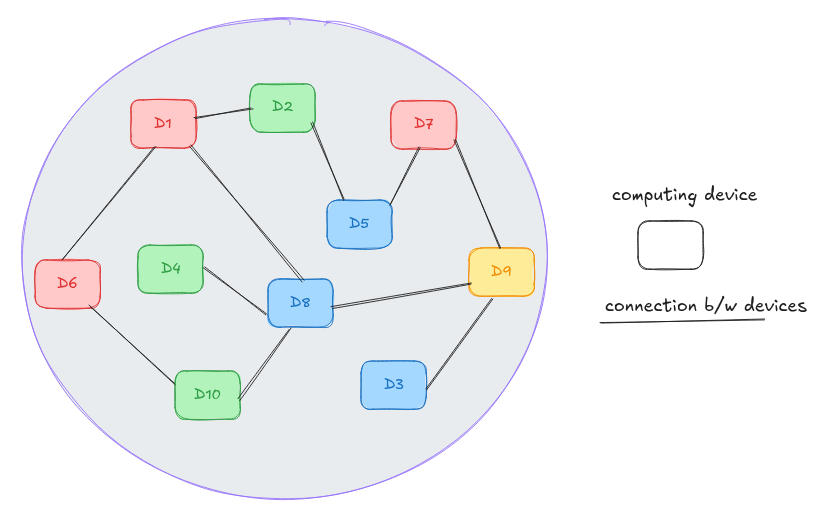 D1
D2
D7
D5
D6
D4
D8
D9
D10
D3
computing device
connection b/w devices